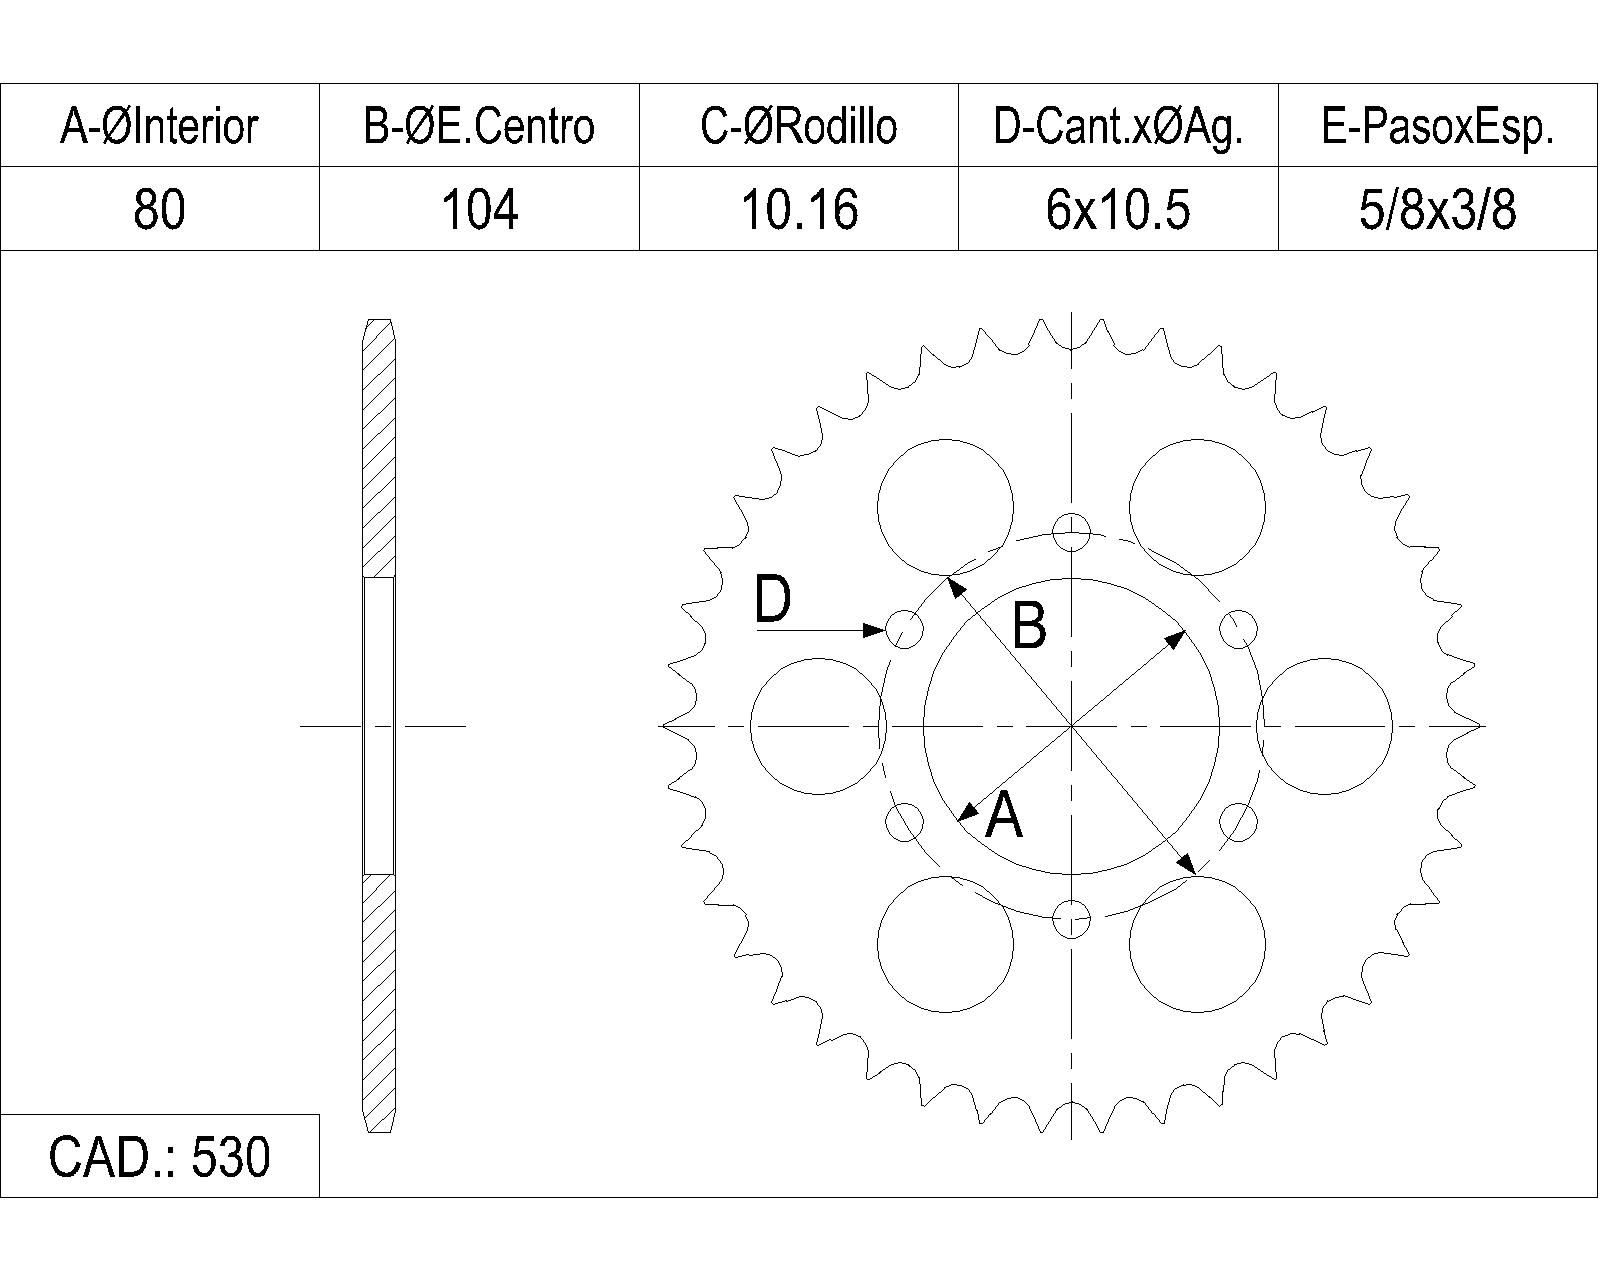 A-ØInterior B-ØE.Centro C-ØRodillo D-Cant.xØAg. E-PasoxEsp.
80 104 10.16 6x10.5 5/8x3/8
D
B
A
CAD.: 530